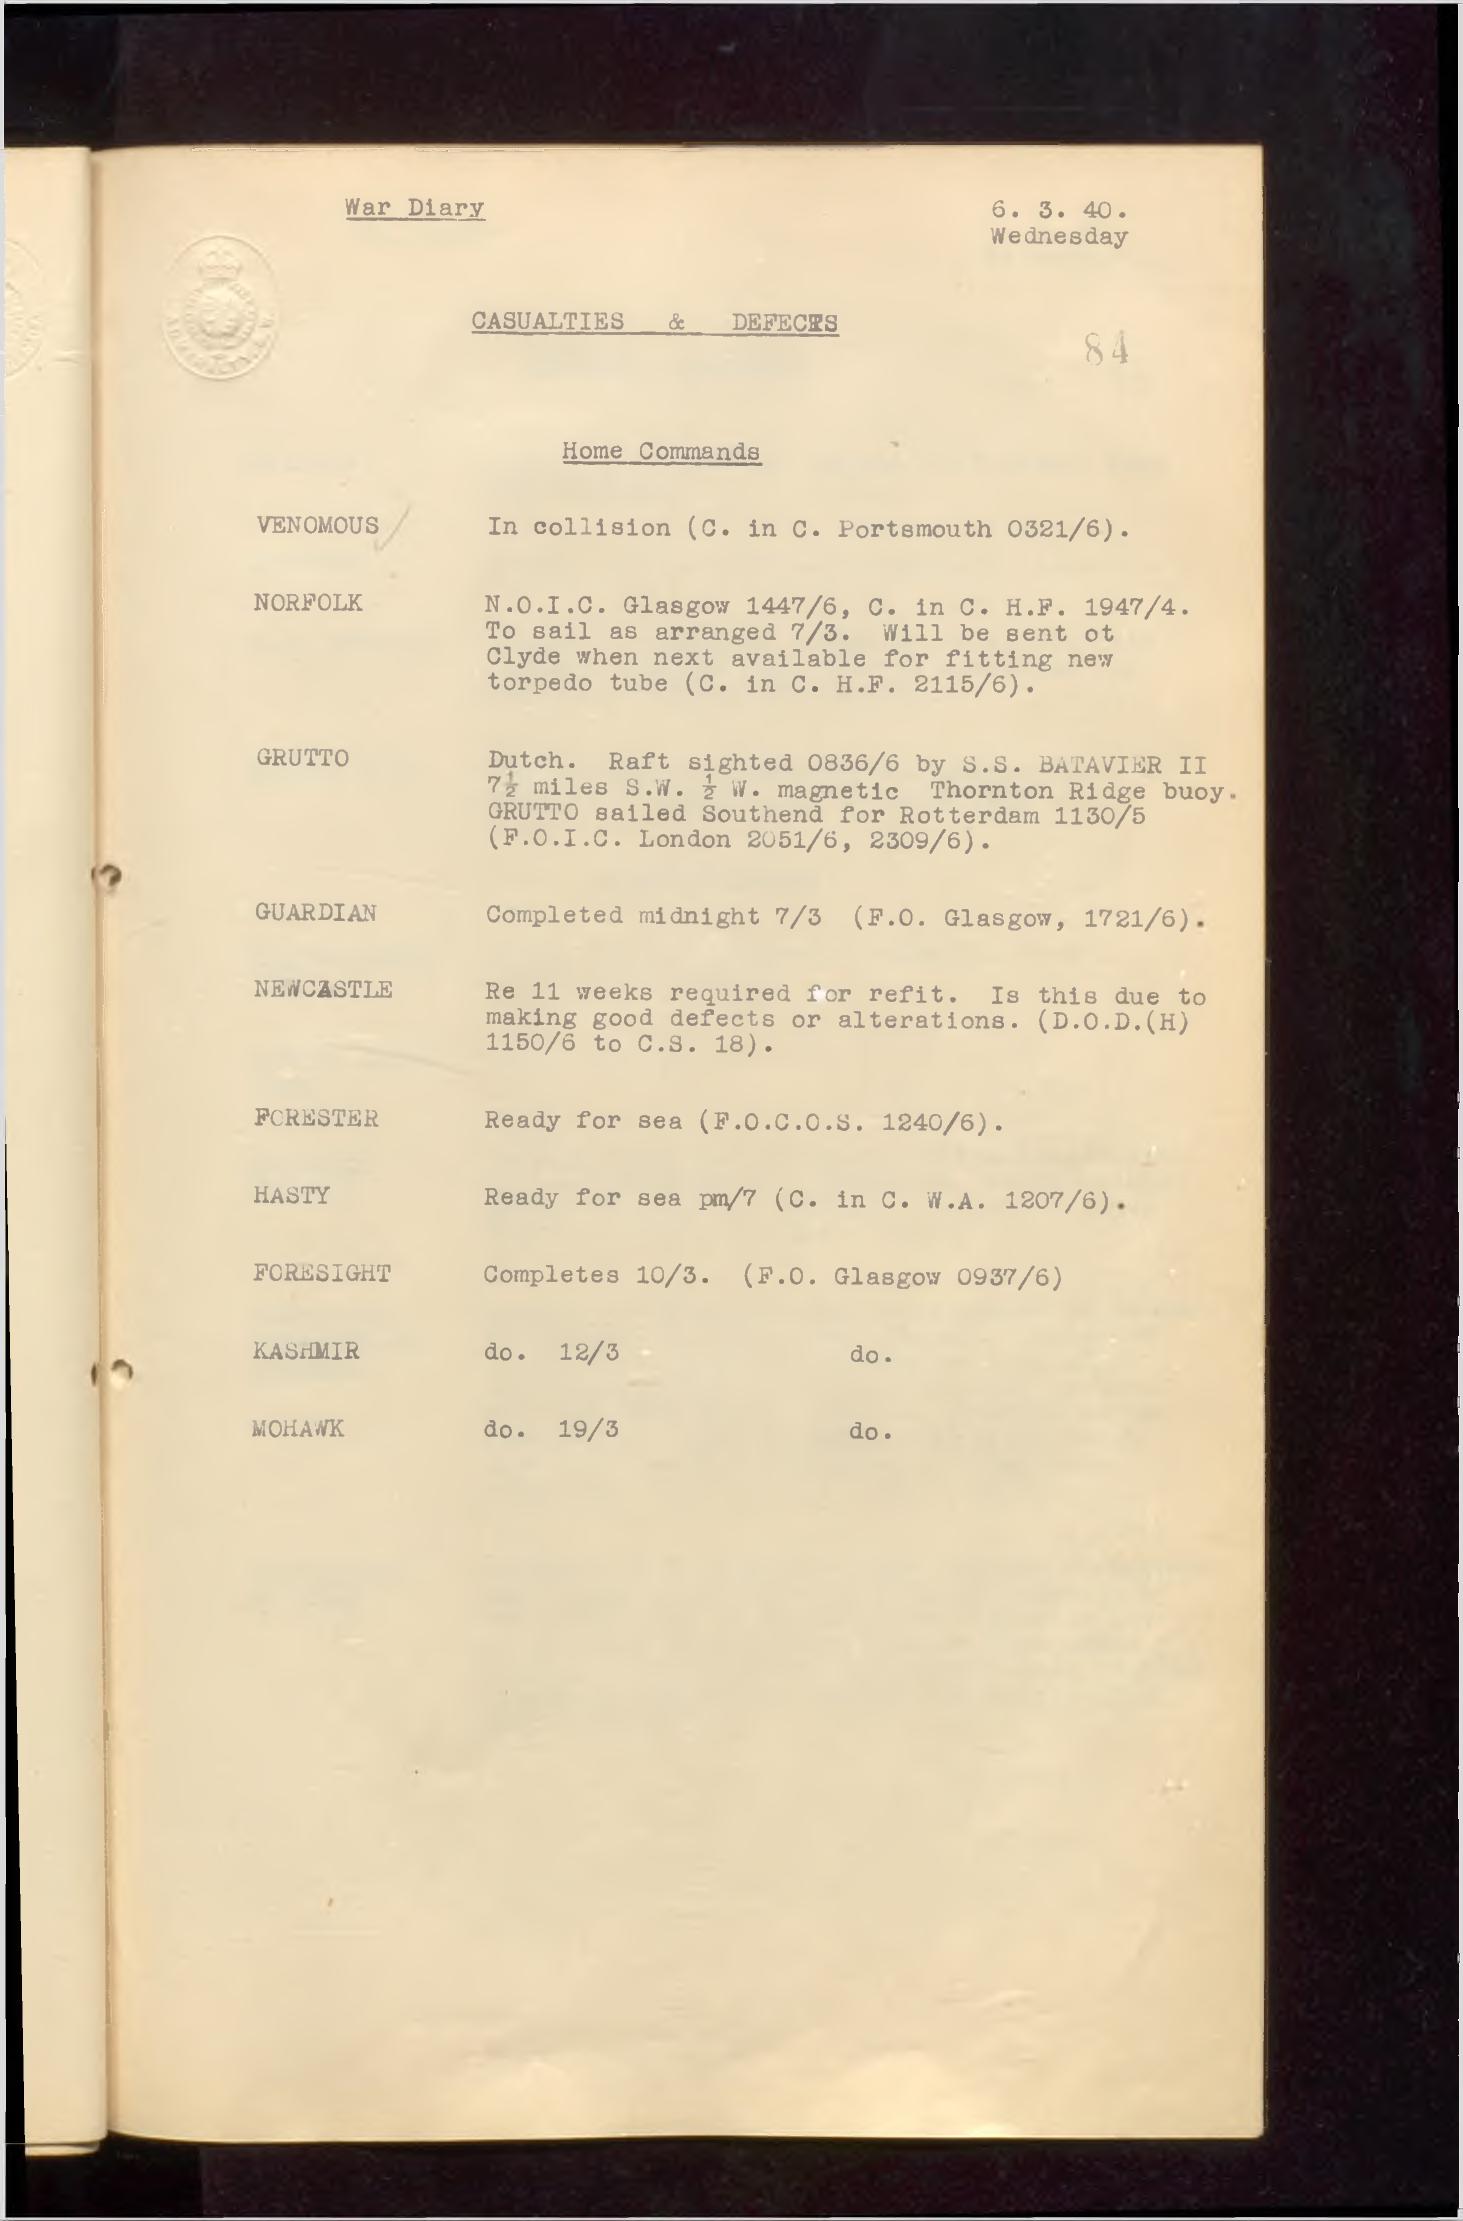 War Diary
6. 3. 40.
Wednesday
CASUALTIES & DEFECTS
84
Home Commands
VENOMOUS In collision (C. in C. Portsmouth 0321/6).
NORFOLK N.O.I.C. Glasgow 1447/6, C. in C. H.F. 1947/4.
To sail as arranged 7/3. Will be sent ot
Clyde when next available for fitting new
torpedo tube (C. in C. H.F. 2115/6).
GRUTTO Dutch. Raft sighted 0836/6 by S.S. BATAVIER II
7½ miles S.W. ½ W. magnetic Thornton Ridge buoy.
GRUTTO sailed Southend for Rotterdam 1130/5
(F.O.I.C. London 2051/6, 2309/6).
GUARDIAN Completed midnight 7/3 (F.O. Glasgow, 1721/6).
NEWCASTLE Re 11 weeks required for refit. Is this due to
making good defects or alterations. (D.O.D.(H)
1150/6 to C.S. 18).
FORESTER Ready for sea (F.O.C.O.S. 1240/6).
HASTY Ready for sea pm/7 (C. in C. W.A. 1207/6).
FORESIGHT Completes 10/3. (F.O. Glasgow 0937/6)
KASHMIR do. 12/3 do.
MOHAWK do. 19/3 do.